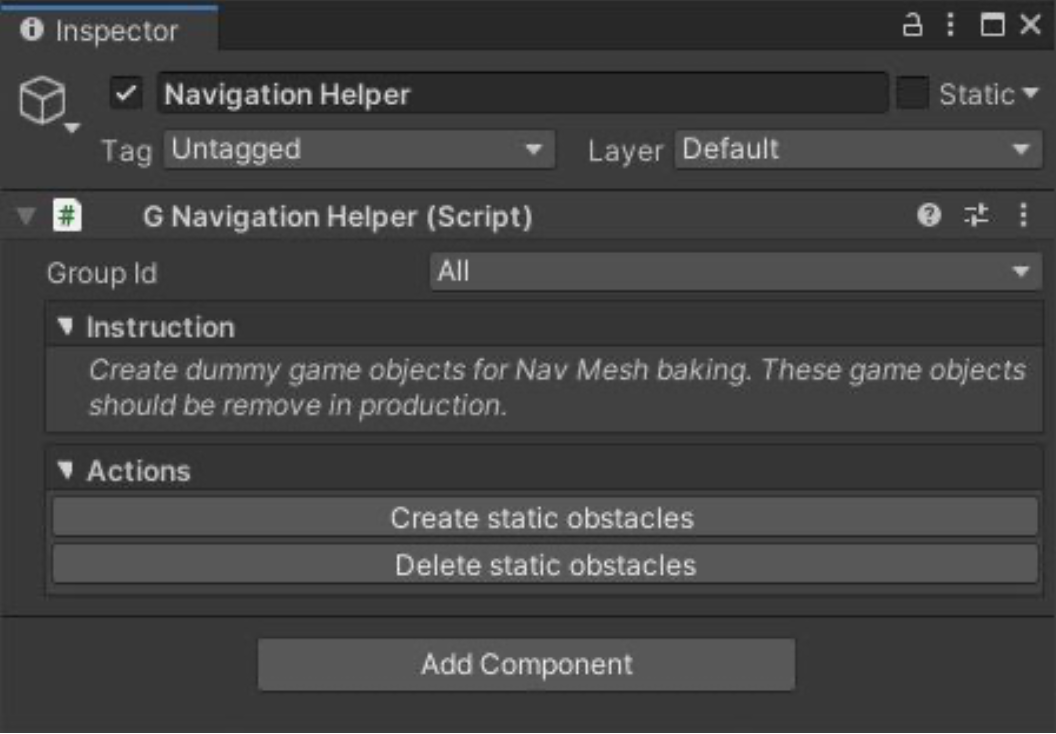 Inspector
Navigation Helper
Static
Tag Untagged Layer Default
# G Navigation Helper (Script)
Group Id All
Instruction
Create dummy game objects for Nav Mesh baking. These game objects
should be remove in production.
Actions
Create static obstacles
Delete static obstacles
Add Component